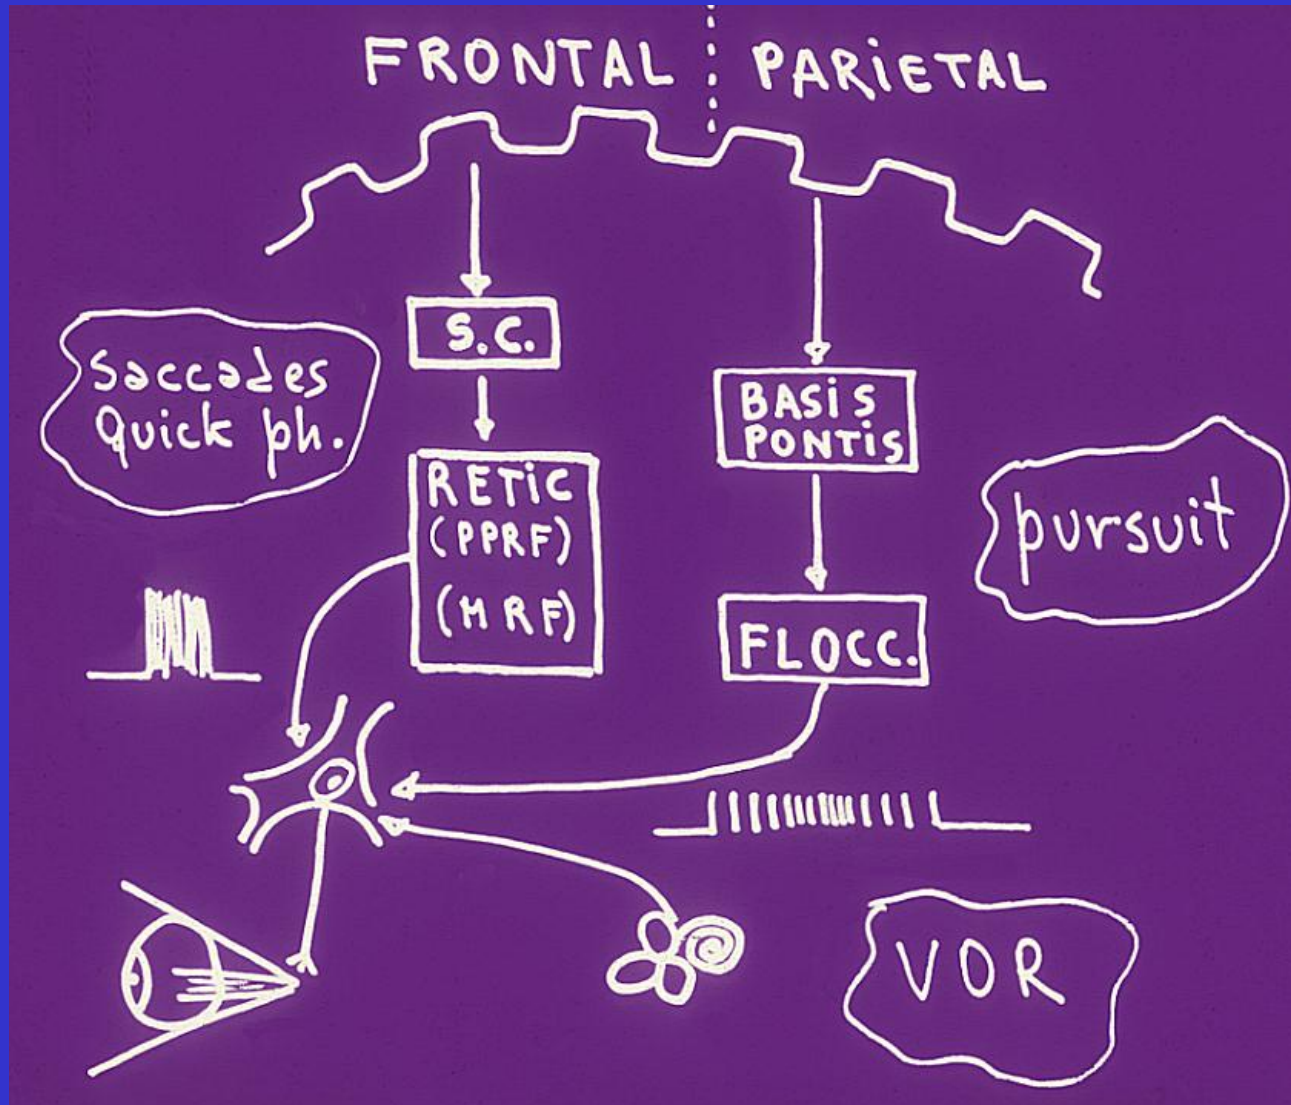 FRONTAL
PARiETAL
S.C.
saccades
Quick ph.
BASiS
PONTiS
RETiC
(PPRF)
(MRF)
pursuit
FLOCC.
VOR